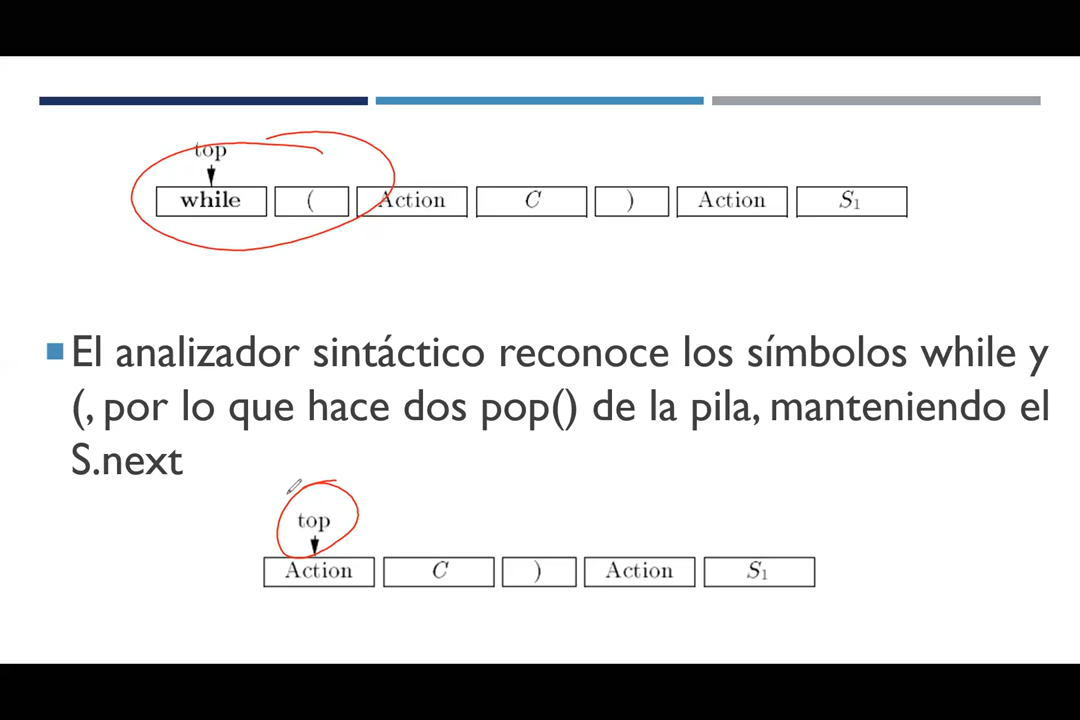 top
while ( Action C ) Action S₁
El analizador sintáctico reconoce los símbolos while y
(, por lo que hace dos pop() de la pila, manteniendo el
S.next
top
Action C ) Action S₁